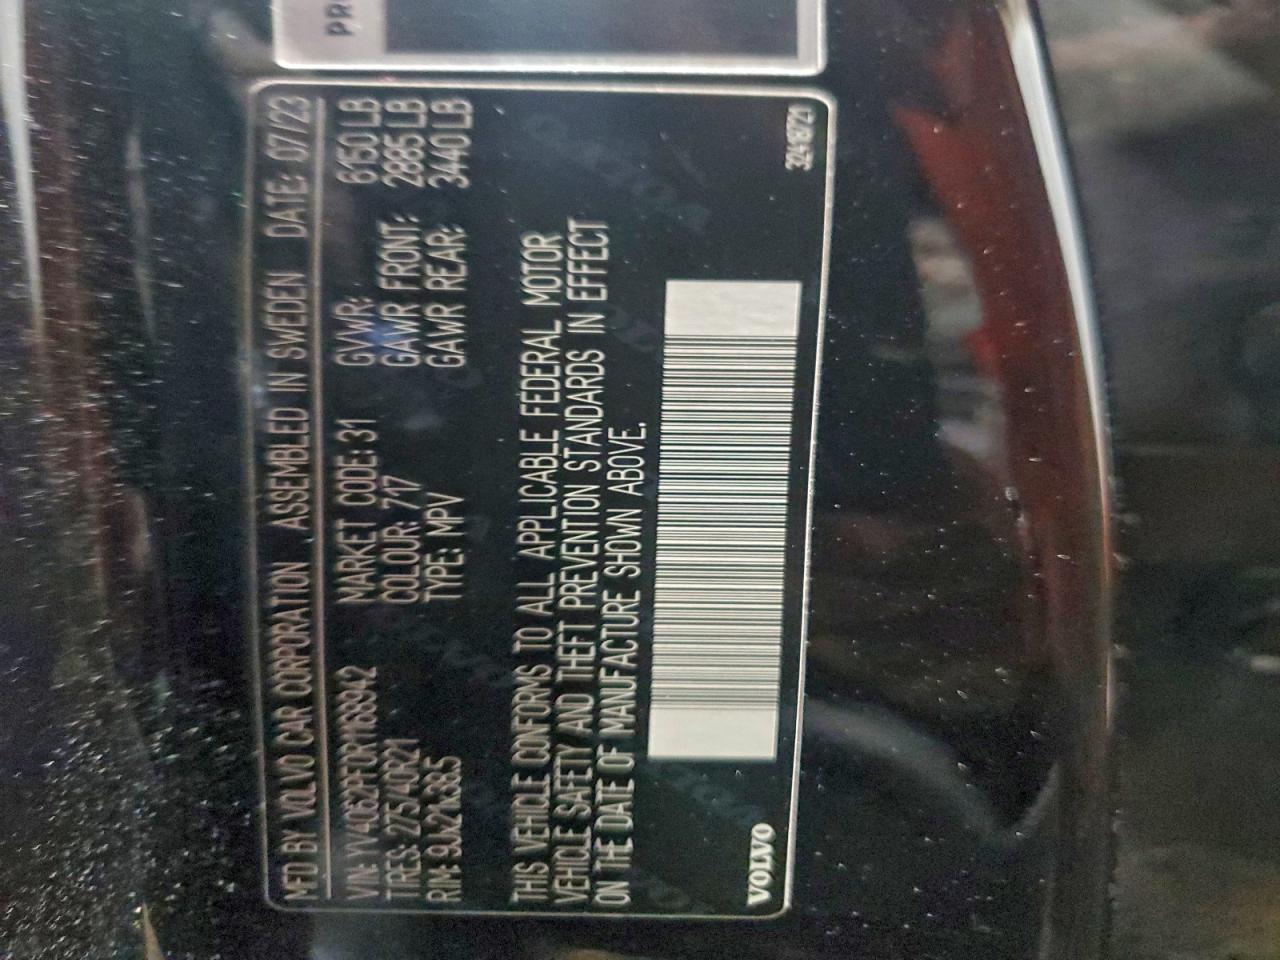 PR
MFD BY VOLVO CAR CORPORATION ASSEMBLED IN SWEDEN DATE: 07/23
VIN: MARKET CODE: 31 GVWR: 6150 LB
TIRES: 275/40R21 COLOUR: 717 GAWR FRONT: 2885 LB
RIM: 9Jx21x38.5 TYPE: MPV GAWR REAR: 3440 LB
THIS VEHICLE CONFORMS TO ALL APPLICABLE FEDERAL MOTOR
VEHICLE SAFETY AND THEFT PREVENTION STANDARDS IN EFFECT
ON THE DATE OF MANUFACTURE SHOWN ABOVE.
VOLVO 32418721